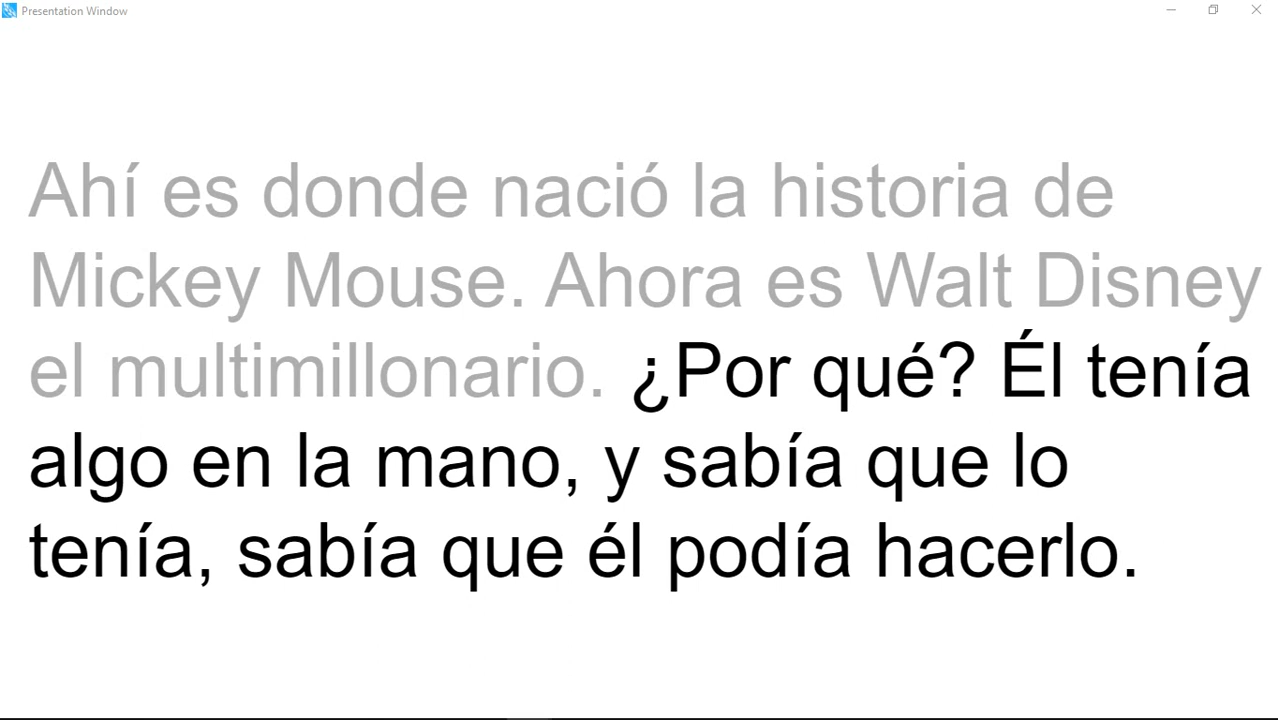 Presentation Window
Ahí es donde nació la historia de
Mickey Mouse. Ahora es Walt Disney
el multimillonario. ¿Por qué? Él tenía
algo en la mano, y sabía que lo
tenía, sabía que él podía hacerlo.